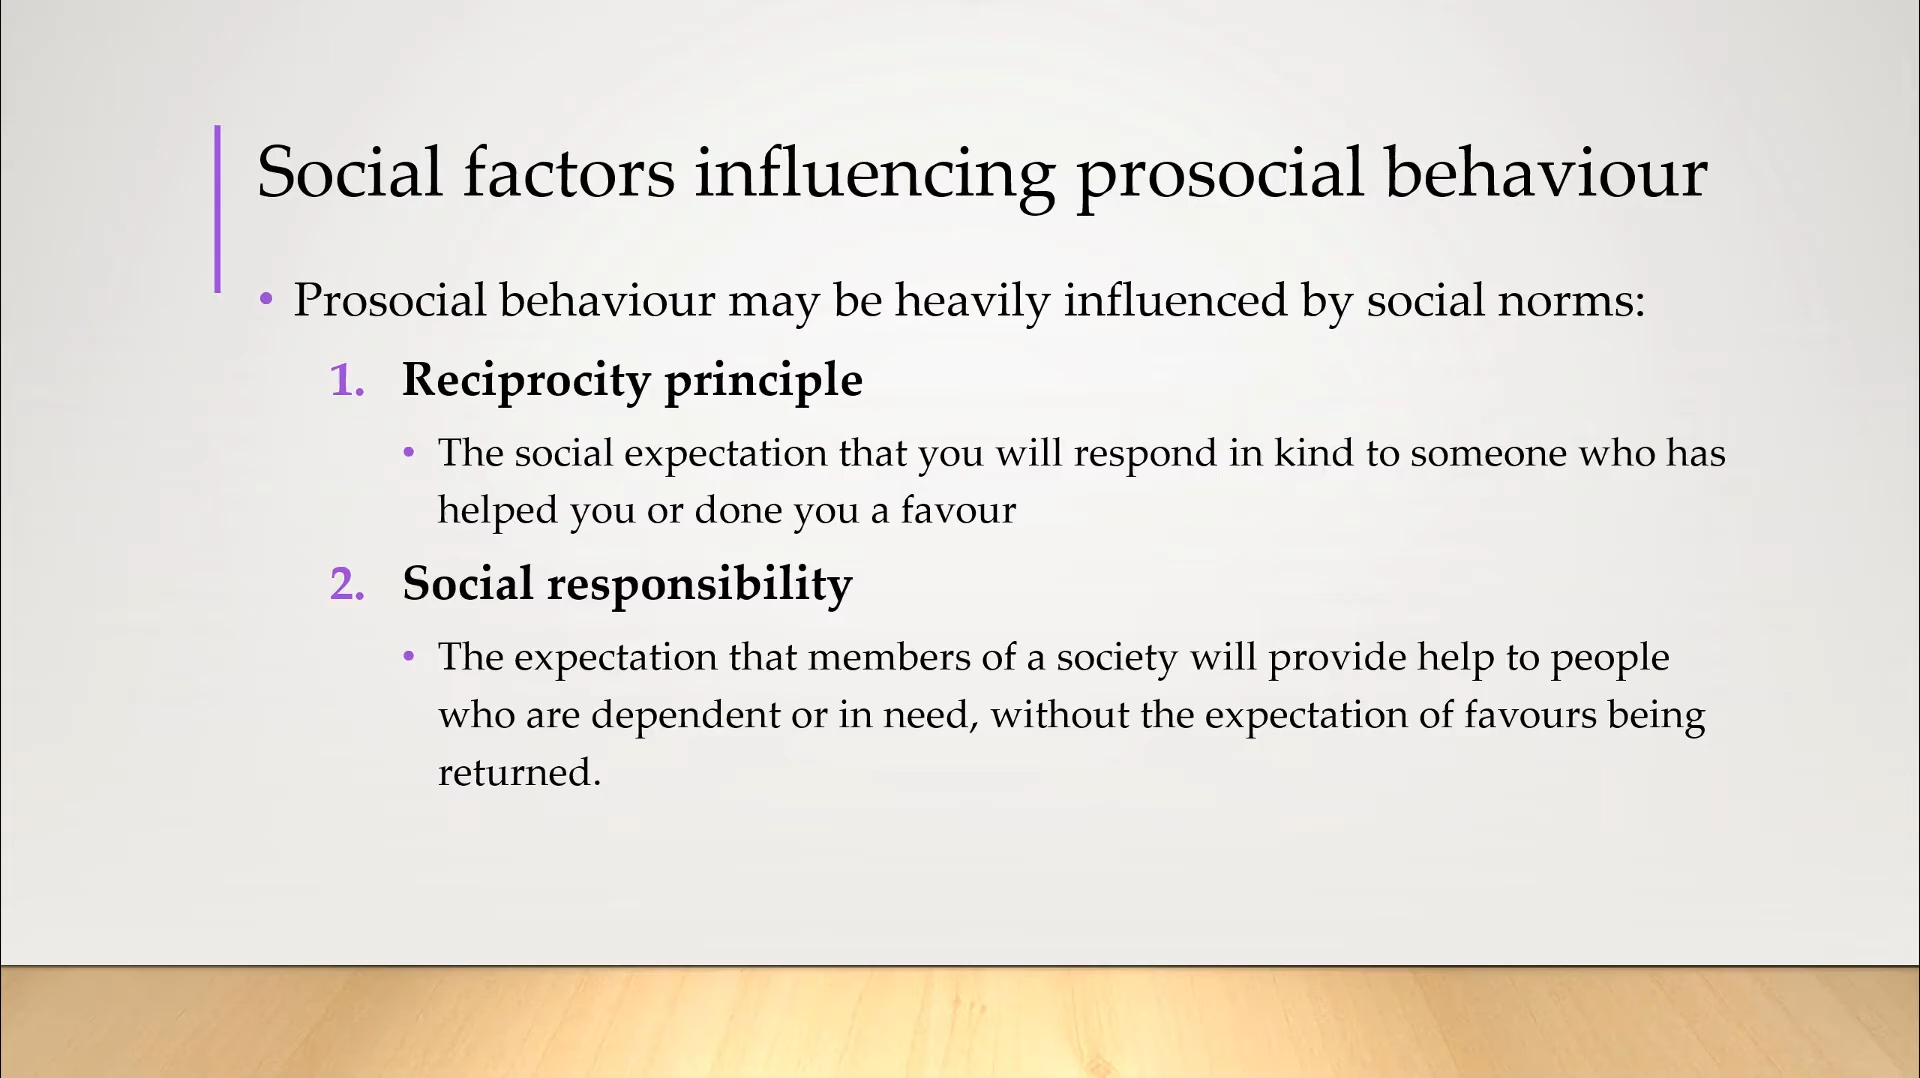 Social factors influencing prosocial behaviour
• Prosocial behaviour may be heavily influenced by social norms:
1. Reciprocity principle
• The social expectation that you will respond in kind to someone who has
helped you or done you a favour
2. Social responsibility
• The expectation that members of a society will provide help to people
who are dependent or in need, without the expectation of favours being
returned.